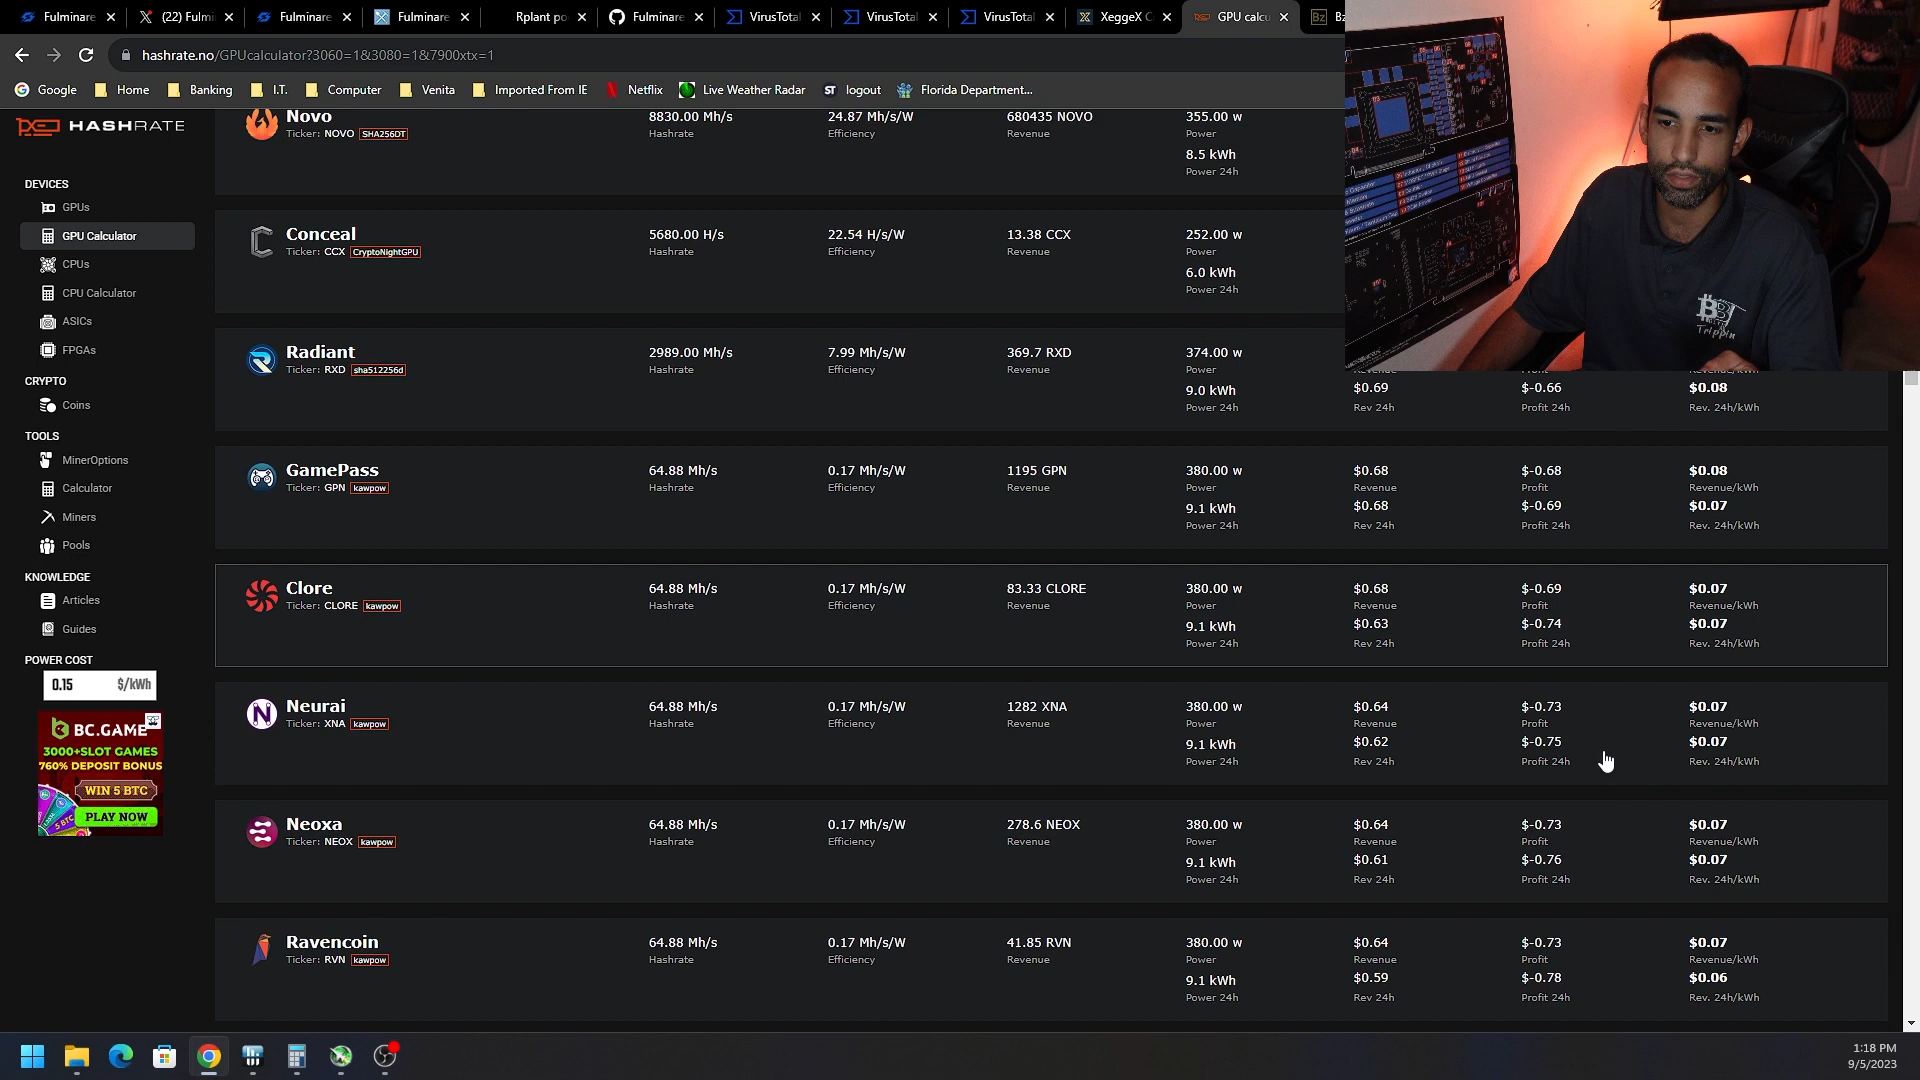 Fulminare
(22) Fulmi
Fulminare
Fulminare
Rplant po
Fulminare
VirusTotal
VirusTotal
VirusTotal
XeggeX C
GPU calcu
Bz
hashrate.no/GPUcalculator?3060=1&3080=1&7900xtx=1
Google
Home
Banking
I.T.
Computer
Venita
Imported From IE
Netflix
Live Weather Radar
ST logout
Florida Department...
HASHRATE
DEVICES
GPUs
GPU Calculator
CPUs
CPU Calculator
ASICs
FPGAs
CRYPTO
Coins
TOOLS
MinerOptions
Calculator
Miners
Pools
KNOWLEDGE
Articles
Guides
POWER COST
0.15 $/kWh
BC.GAME
3000+SLOT GAMES
760% DEPOSIT BONUS
WIN 5 BTC
PLAY NOW
Novo 8830.00 Mh/s 24.87 Mh/s/W 680435 NOVO 355.00 w
Ticker: NOVO SHA256DT Hashrate Efficiency Revenue Power
8.5 kWh
Power 24h
Conceal 5680.00 H/s 22.54 H/s/W 13.38 CCX 252.00 w
Ticker: CCX CryptoNightGPU Hashrate Efficiency Revenue Power
6.0 kWh
Power 24h
Radiant 2989.00 Mh/s 7.99 Mh/s/W 369.7 RXD 374.00 w
Ticker: RXD sha512256d Hashrate Efficiency Revenue Power
9.0 kWh $0.69 $-0.66 $0.08
Power 24h Rev 24h Profit 24h Rev. 24h/kWh
GamePass 64.88 Mh/s 0.17 Mh/s/W 1195 GPN 380.00 w $0.68 $-0.68 $0.08
Ticker: GPN kawpow Hashrate Efficiency Revenue Power Revenue Profit Revenue/kWh
9.1 kWh $0.68 $-0.69 $0.07
Power 24h Rev 24h Profit 24h Rev. 24h/kWh
Clore 64.88 Mh/s 0.17 Mh/s/W 83.33 CLORE 380.00 w $0.68 $-0.69 $0.07
Ticker: CLORE kawpow Hashrate Efficiency Revenue Power Revenue Profit Revenue/kWh
9.1 kWh $0.63 $-0.74 $0.07
Power 24h Rev 24h Profit 24h Rev. 24h/kWh
Neurai 64.88 Mh/s 0.17 Mh/s/W 1282 XNA 380.00 w $0.64 $-0.73 $0.07
Ticker: XNA kawpow Hashrate Efficiency Revenue Power Revenue Profit Revenue/kWh
9.1 kWh $0.62 $-0.75 $0.07
Power 24h Rev 24h Profit 24h Rev. 24h/kWh
Neoxa 64.88 Mh/s 0.17 Mh/s/W 278.6 NEOX 380.00 w $0.64 $-0.73 $0.07
Ticker: NEOX kawpow Hashrate Efficiency Revenue Power Revenue Profit Revenue/kWh
9.1 kWh $0.61 $-0.76 $0.07
Power 24h Rev 24h Profit 24h Rev. 24h/kWh
Ravencoin 64.88 Mh/s 0.17 Mh/s/W 41.85 RVN 380.00 w $0.64 $-0.73 $0.07
Ticker: RVN kawpow Hashrate Efficiency Revenue Power Revenue Profit Revenue/kWh
9.1 kWh $0.59 $-0.78 $0.06
Power 24h Rev 24h Profit 24h Rev. 24h/kWh
Trippin
1:18 PM
9/5/2023